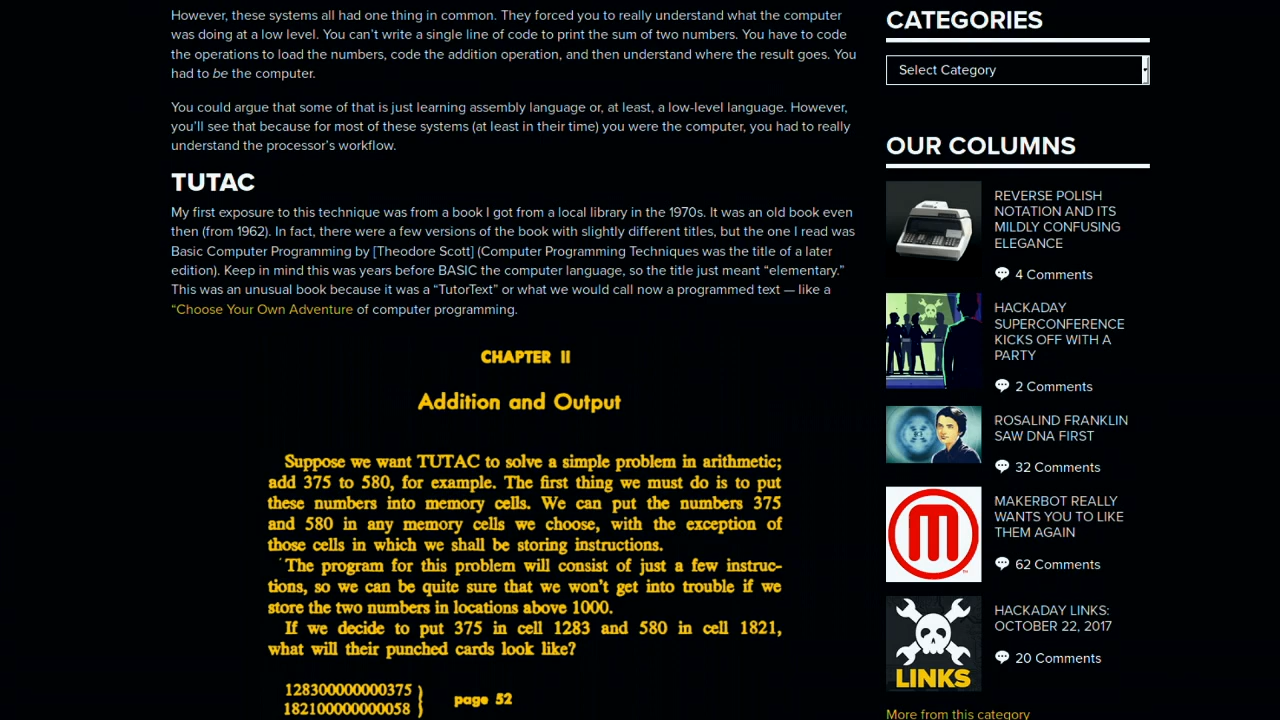 However, these systems all had one thing in common. They forced you to really understand what the computer
was doing at a low level. You can’t write a single line of code to print the sum of two numbers. You have to code
the operations to load the numbers, code the addition operation, and then understand where the result goes. You
had to be the computer.
You could argue that some of that is just learning assembly language or, at least, a low-level language. However,
you’ll see that because for most of these systems (at least in their time) you were the computer, you had to really
understand the processor’s workflow.
TUTAC
My first exposure to this technique was from a book I got from a local library in the 1970s. It was an old book even
then (from 1962). In fact, there were a few versions of the book with slightly different titles, but the one I read was
Basic Computer Programming by [Theodore Scott] (Computer Programming Techniques was the title of a later
edition). Keep in mind this was years before BASIC the computer language, so the title just meant “elementary.”
This was an unusual book because it was a “TutorText” or what we would call now a programmed text — like a
“Choose Your Own Adventure of computer programming.
CHAPTER II
Addition and Output
Suppose we want TUTAC to solve a simple problem in arithmetic;
add 375 to 580, for example. The first thing we must do is to put
these numbers into memory cells. We can put the numbers 375
and 580 in any memory cells we choose, with the exception of
those cells in which we shall be storing instructions.
The program for this problem will consist of just a few instruc-
tions, so we can be quite sure that we won’t get into trouble if we
store the two numbers in locations above 1000.
If we decide to put 375 in cell 1283 and 580 in cell 1821,
what will their punched cards look like?
128300000000375
182100000000058
page 52
CATEGORIES
Select Category
OUR COLUMNS
REVERSE POLISH
NOTATION AND ITS
MILDLY CONFUSING
ELEGANCE
4 Comments
HACKADAY
SUPERCONFERENCE
KICKS OFF WITH A
PARTY
2 Comments
ROSALIND FRANKLIN
SAW DNA FIRST
32 Comments
MAKERBOT REALLY
WANTS YOU TO LIKE
THEM AGAIN
62 Comments
HACKADAY LINKS:
OCTOBER 22, 2017
20 Comments
LINKS
More from this category